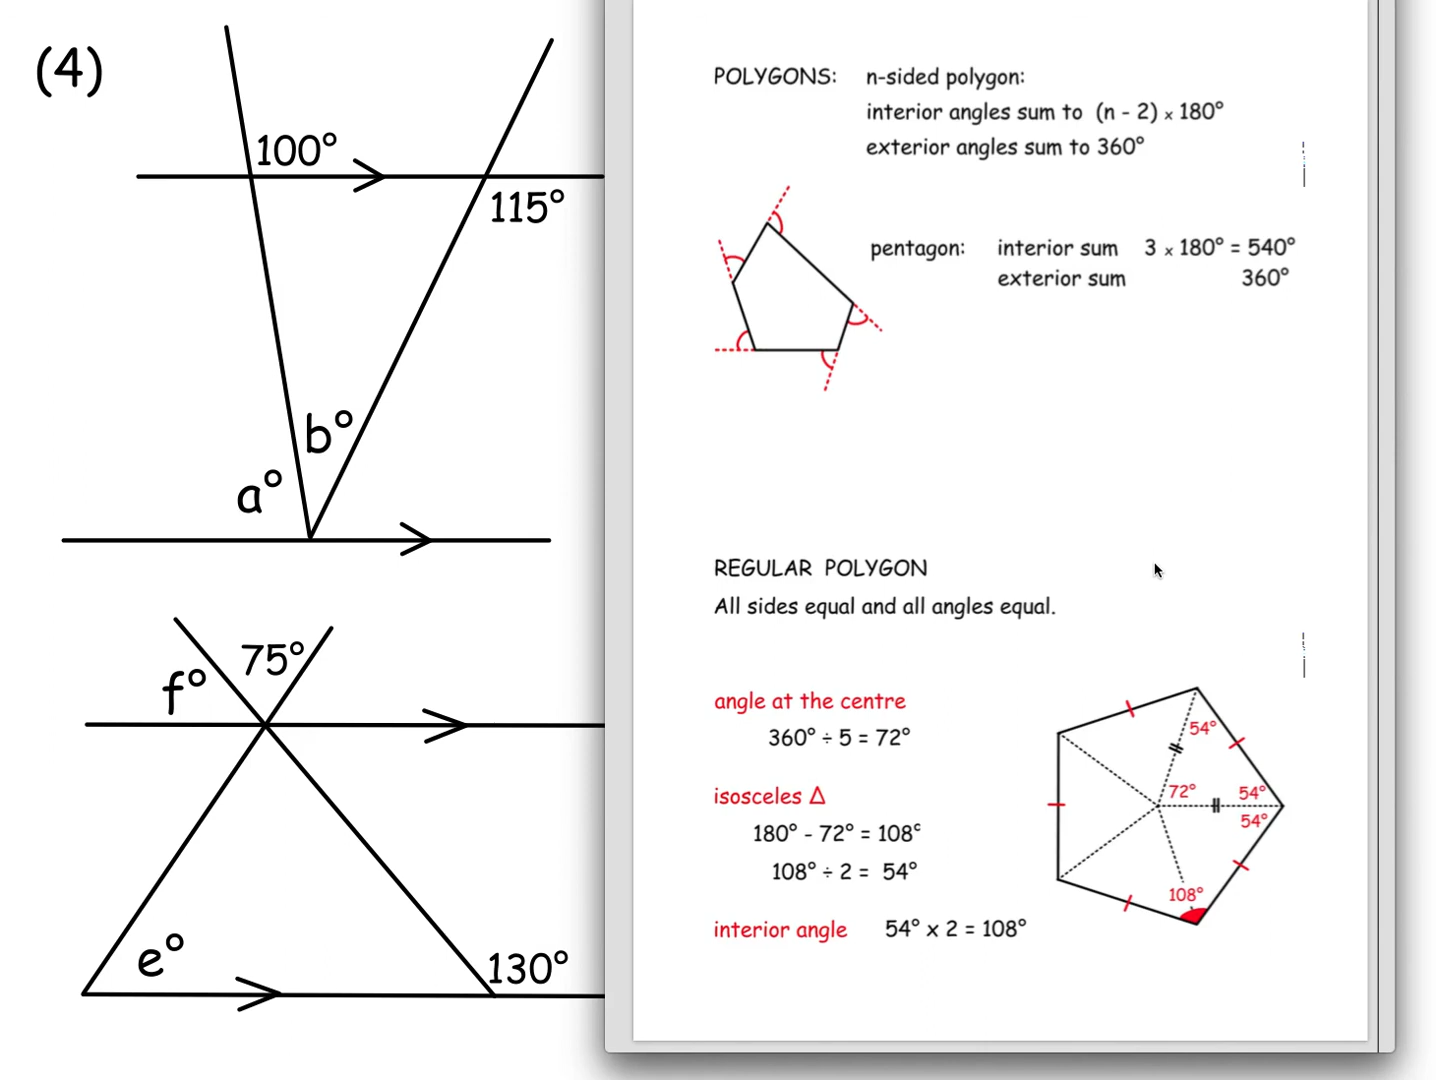 (4)
100°
115°
b°
a°
75°
f°
e°
130°
POLYGONS: n-sided polygon:
interior angles sum to (n - 2) × 180°
exterior angles sum to 360°
pentagon: interior sum 3 × 180° = 540°
exterior sum 360°
REGULAR POLYGON
All sides equal and all angles equal.
angle at the centre
360° ÷ 5 = 72°
isosceles Δ
180° - 72° = 108°
108° ÷ 2 = 54°
interior angle 54° x 2 = 108°
54°
72° 54°
54°
108°